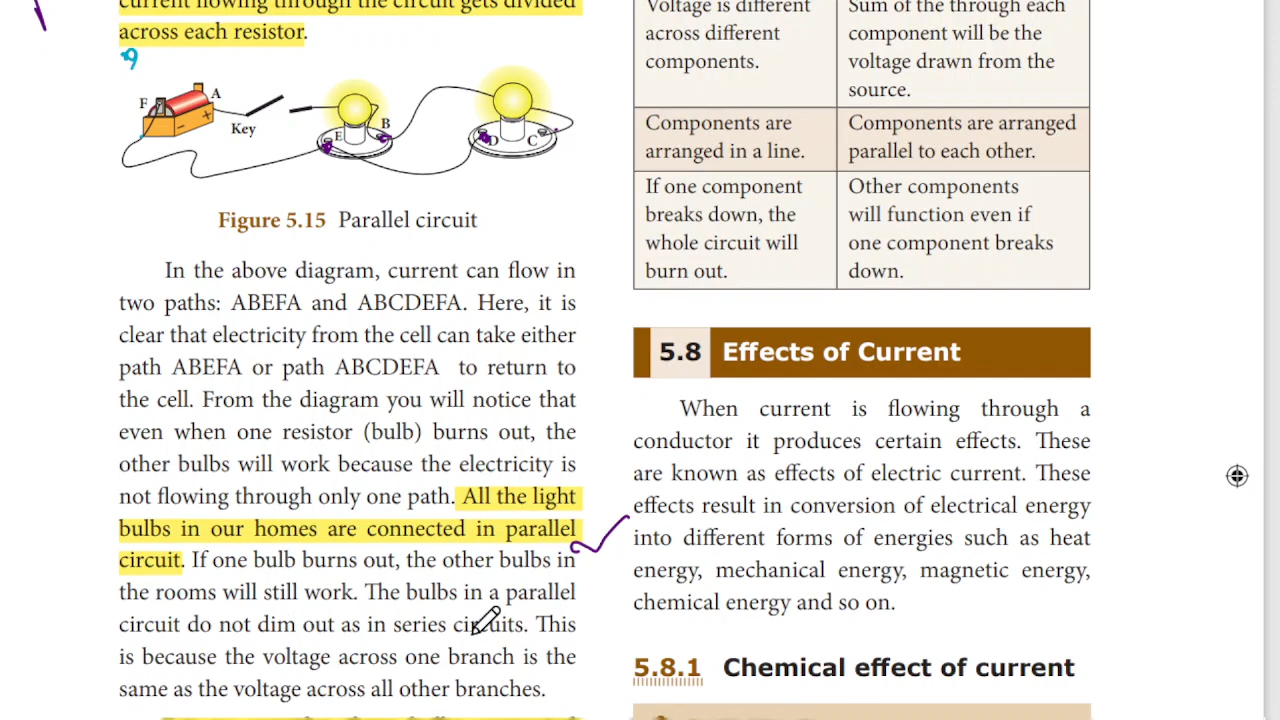 current flowing through the circuit gets divided
across each resistor.
F
A
Key
E
B
D
C
Figure 5.15 Parallel circuit
In the above diagram, current can flow in
two paths: ABEFA and ABCDEFA. Here, it is
clear that electricity from the cell can take either
path ABEFA or path ABCDEFA to return to
the cell. From the diagram you will notice that
even when one resistor (bulb) burns out, the
other bulbs will work because the electricity is
not flowing through only one path. All the light
bulbs in our homes are connected in parallel
circuit. If one bulb burns out, the other bulbs in
the rooms will still work. The bulbs in a parallel
circuit do not dim out as in series circuits. This
is because the voltage across one branch is the
same as the voltage across all other branches.
Voltage is different
across different
components.
Sum of the through each
component will be the
voltage drawn from the
source.
Components are
arranged in a line.
Components are arranged
parallel to each other.
If one component
breaks down, the
whole circuit will
burn out.
Other components
will function even if
one component breaks
down.
5.8 Effects of Current
When current is flowing through a
conductor it produces certain effects. These
are known as effects of electric current. These
effects result in conversion of electrical energy
into different forms of energies such as heat
energy, mechanical energy, magnetic energy,
chemical energy and so on.
5.8.1 Chemical effect of current